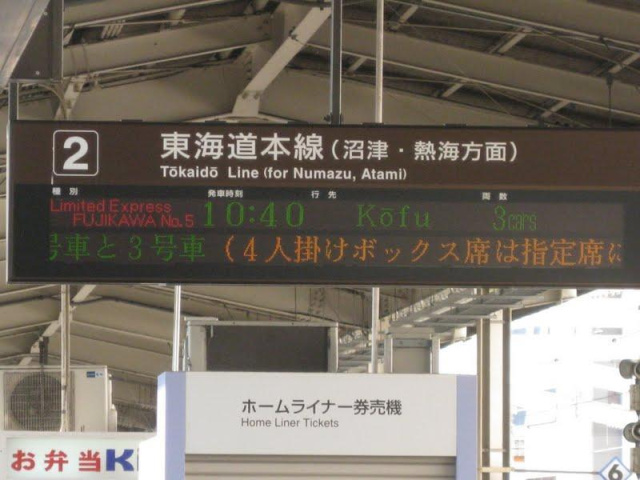 2
東海道本線(沼津・熱海方面)
Tōkaidō Line (for Numazu, Atami)
種別 発車時刻 行先 両数
Limited Express
FUJIKAWA No.5 10:40 Kōfu 3cars
車と3号車(4人掛けボックス席は指定席
ホームライナー券売機
Home Liner Tickets
お弁当K
6